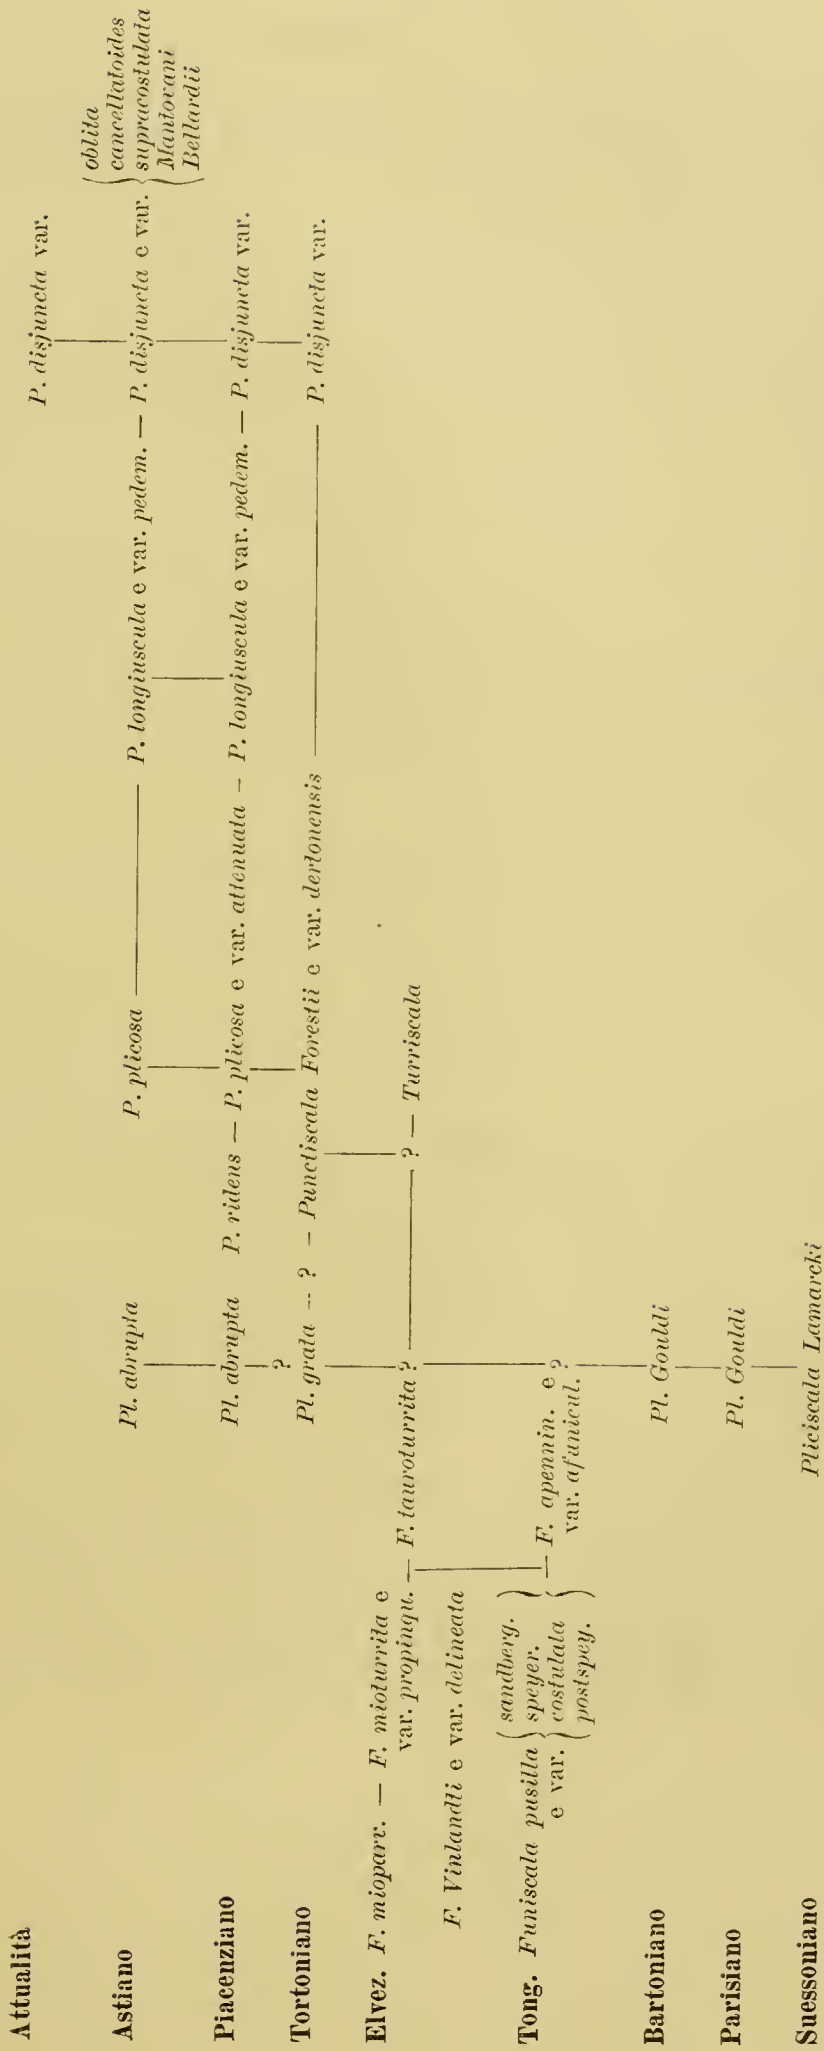 Attualità P. disjuncta var.
Astiano Pl. abrupta P. plicosa — P. longiuscula e var. pedem. — P. disjuncta e var. { oblita
cancellatoides
supracostulata
Mantovani
Bellardii
Piacenziano Pl. abrupta P. ridens — P. plicosa e var. attenuata – P. longiuscula e var. pedem. — P. disjuncta var.
?
Tortoniano Pl. grata -- ? – Punctiscala Forestii e var. dertonensis — P. disjuncta var.
Elvez. F. mioparv. — F. mioturrita e
var. propinqu. — F. tauroturrita ? — ? — Turriscala
F. Vinlandti e var. delineata
Tong. Funiscala pusilla
e var. { sandberg.
speyer.
costulata
postspey. } — F. apennin. e
var. afunicul. ?
Bartoniano Pl. Gouldi
Parisiano Pl. Gouldi
Suessoniano Pliciscala Lamarcki